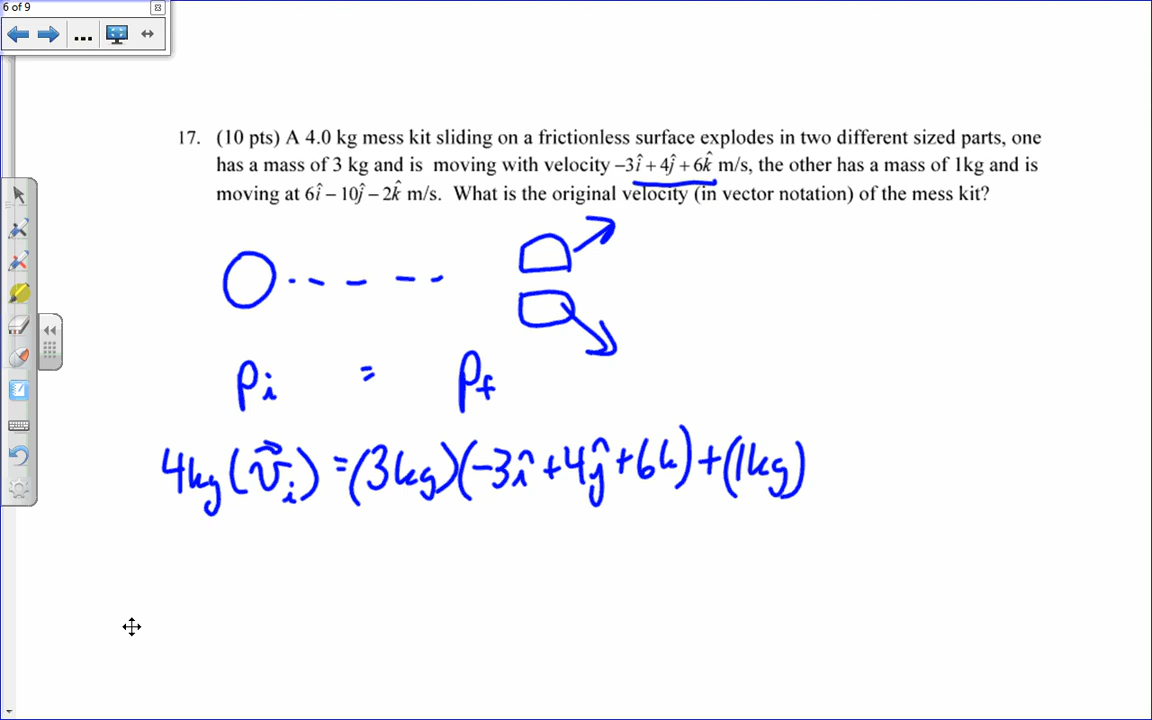 6 of 9
17. (10 pts) A 4.0 kg mess kit sliding on a frictionless surface explodes in two different sized parts, one
has a mass of 3 kg and is moving with velocity −3î + 4ĵ + 6k̂ m/s, the other has a mass of 1kg and is
moving at 6î − 10ĵ − 2k̂ m/s. What is the original velocity (in vector notation) of the mess kit?
pi = pf
4kg (v⃗i) = (3kg)(−3î + 4ĵ + 6k) + (1kg)